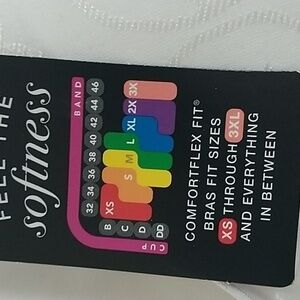 FEEL THE
softness
BAND
32 34 36 38 40 42 44 46
CUP
B
C
D
DD
XS S M L XL 2X 3X
COMFORTFLEX FIT®
BRAS FIT SIZES
XS THROUGH 3XL
AND EVERYTHING
IN BETWEEN